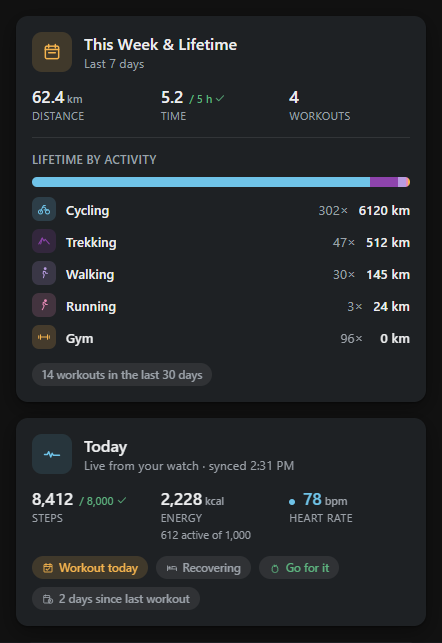 This Week & Lifetime
Last 7 days
62.4 km 5.2 / 5 h ✓ 4
DISTANCE TIME WORKOUTS
LIFETIME BY ACTIVITY
Cycling 302× 6120 km
Trekking 47× 512 km
Walking 30× 145 km
Running 3× 24 km
Gym 96× 0 km
14 workouts in the last 30 days
Today
Live from your watch · synced 2:31 PM
8,412 / 8,000 ✓ 2,228 kcal 78 bpm
STEPS ENERGY HEART RATE
612 active of 1,000
Workout today Recovering Go for it
2 days since last workout